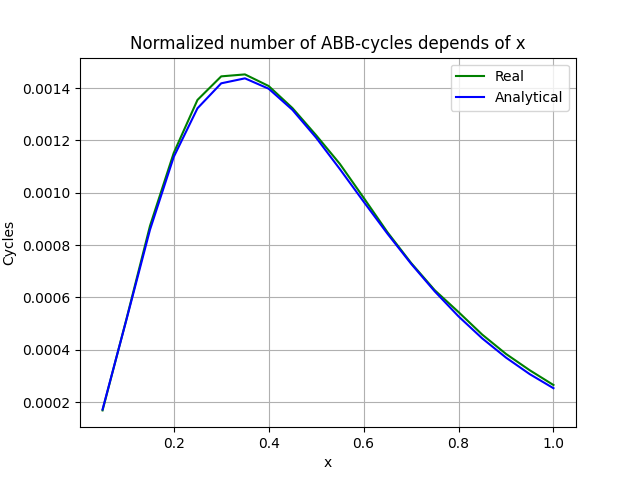 Normalized number of ABB-cycles depends of x
Real
Analytical
0.0014
0.0012
0.0010
0.0008
0.0006
0.0004
0.0002
Cycles
0.2 0.4 0.6 0.8 1.0
x